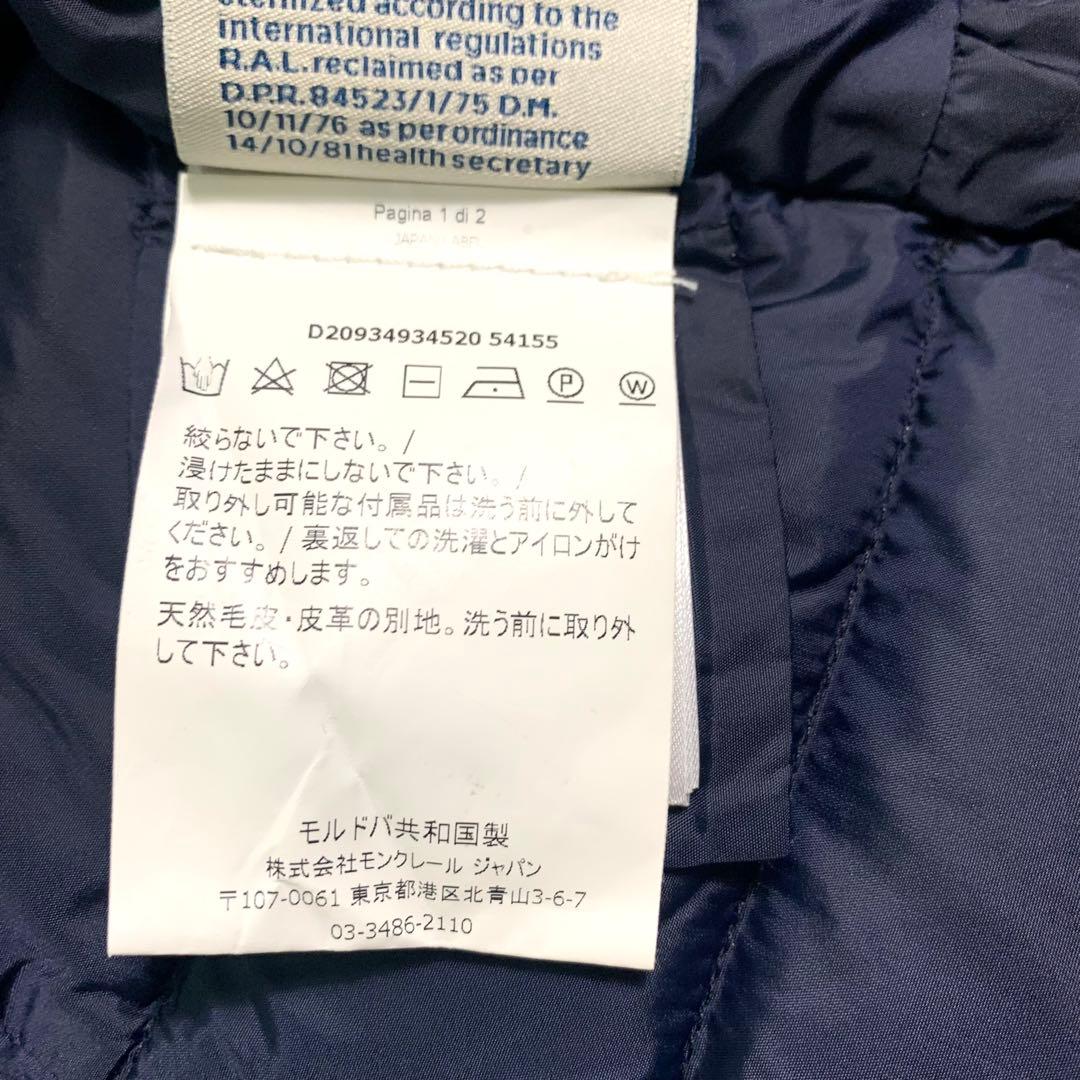 sterilized according to the
international regulations
R.A.L.reclaimed as per
D.P.R. 84523/1/75 D.M.
10/11/76 as per ordinance
14/10/81 health secretary
Pagina 1 di 2
JAPAN LABEL
D20934934520 54155
P W
絞らないで下さい。/
浸けたままにしないで下さい。/
取り外し可能な付属品は洗う前に外して
ください。/ 裏返しての洗濯とアイロンがけ
をおすすめします。
天然毛皮・皮革の別地。洗う前に取り外
して下さい。
モルドバ共和国製
株式会社モンクレール ジャパン
〒107-0061 東京都港区北青山3-6-7
03-3486-2110